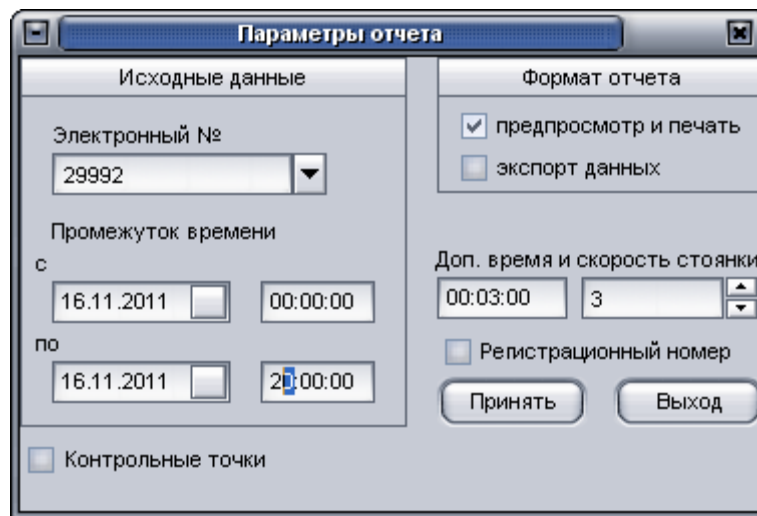 Параметры отчета
Исходные данные
Электронный №
29992
Промежуток времени
с
16.11.2011 00:00:00
по
16.11.2011 20:00:00
Контрольные точки
Формат отчета
предпросмотр и печать
экспорт данных
Доп. время и скорость стоянки
00:03:00 3
Регистрационный номер
Принять Выход